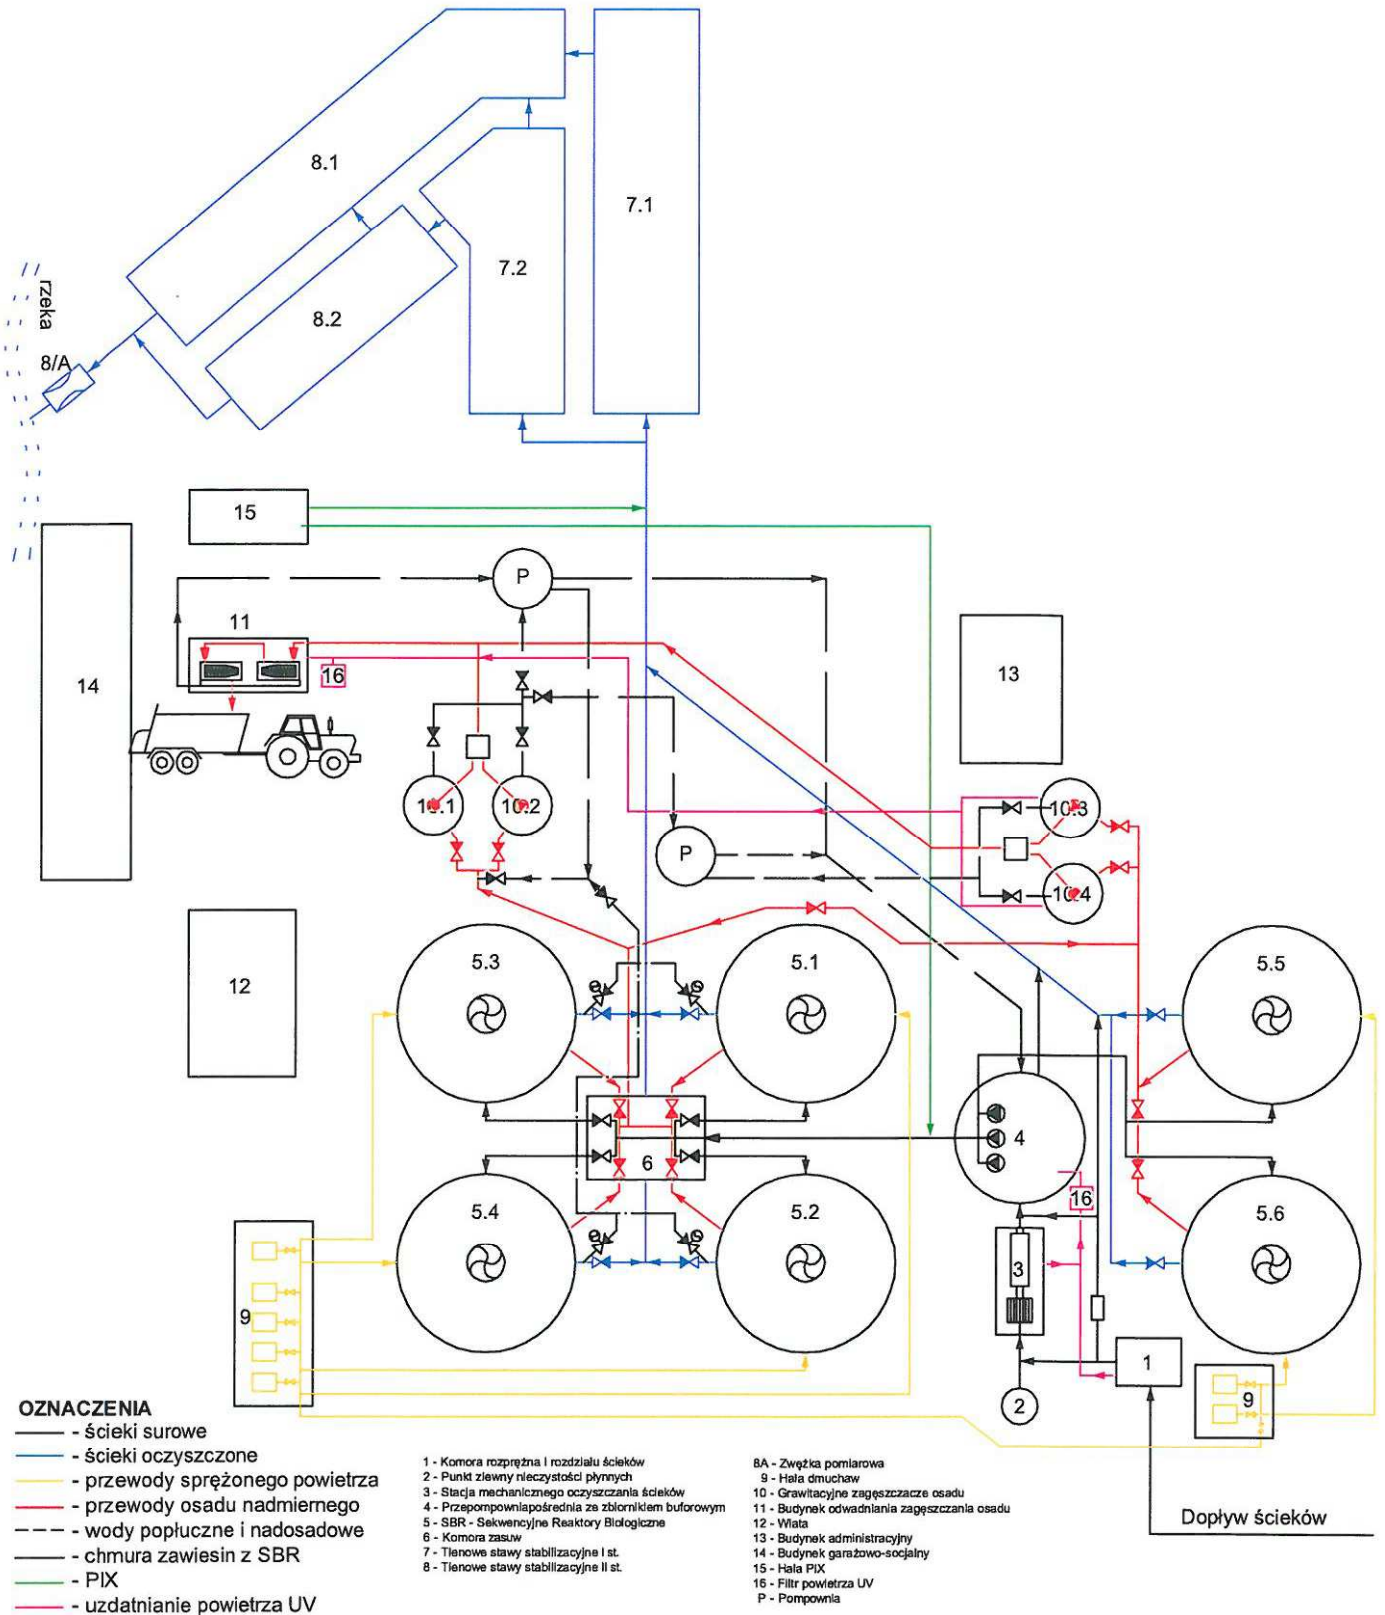 8.1
7.1
7.2
8.2
rzeka
8/A
15
P
11
16
14
13
10.1
10.2
10.3
P
10.4
12
5.3
5.1
5.5
4
6
16
5.4
5.2
5.6
3
9
1
2
9
Dopływ ścieków
OZNACZENIA
- ścieki surowe
- ścieki oczyszczone
- przewody sprężonego powietrza
- przewody osadu nadmiernego
- wody popłuczne i nadosadowe
- chmura zawiesin z SBR
- PIX
- uzdatnianie powietrza UV
1 - Komora rozprężna i rozdziału ścieków
2 - Punkt zlewny nieczystości płynnych
3 - Stacja mechanicznego oczyszczania ścieków
4 - Przepompowniapośrednia ze zbiornikiem buforowym
5 - SBR - Sekwencyjne Reaktory Biologiczne
6 - Komora zasuw
7 - Tlenowe stawy stabilizacyjne I st.
8 - Tlenowe stawy stabilizacyjne II st.
8A - Zwężka pomiarowa
9 - Hala dmuchaw
10 - Grawitacyjne zagęszczacze osadu
11 - Budynek odwadniania zagęszczania osadu
12 - Wiata
13 - Budynek administracyjny
14 - Budynek garażowo-socjalny
15 - Hala PIX
16 - Filtr powietrza UV
P - Pompownia